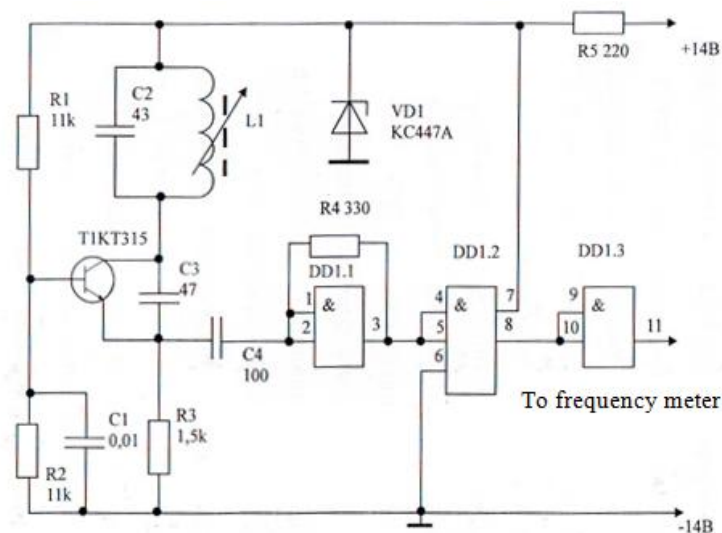 R5 220
+14В
R1
11k
C2
43
L1
VD1
KC447A
R4 330
T1KT315
C3
47
DD1.1
DD1.2
DD1.3
1
&
2
3
4
&
5
6
7
8
9
&
10
11
C4
100
To frequency meter
C1
0,01
R3
1,5k
R2
11k
-14В